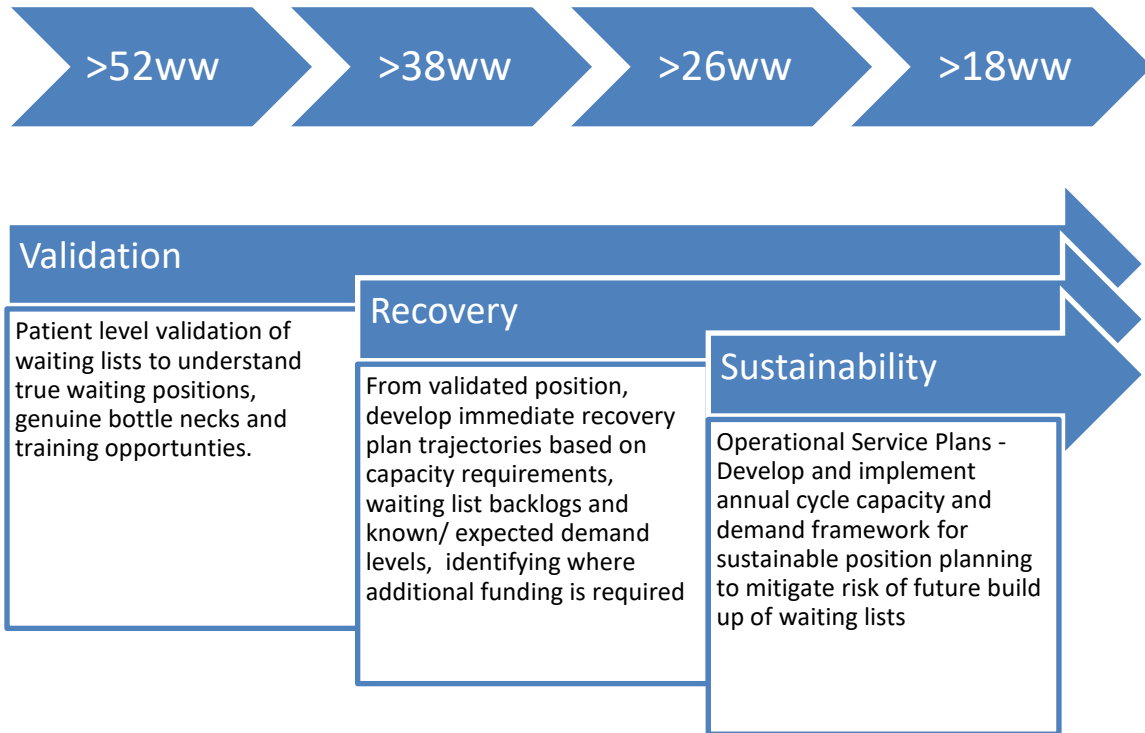 >52ww
>38ww
>26ww
>18ww
Validation
Patient level validation of
waiting lists to understand
true waiting positions,
genuine bottle necks and
training opportunties.
Recovery
From validated position,
develop immediate recovery
plan trajectories based on
capacity requirements,
waiting list backlogs and
known/ expected demand
levels, identifying where
additional funding is required
Sustainability
Operational Service Plans -
Develop and implement
annual cycle capacity and
demand framework for
sustainable position planning
to mitigate risk of future build
up of waiting lists